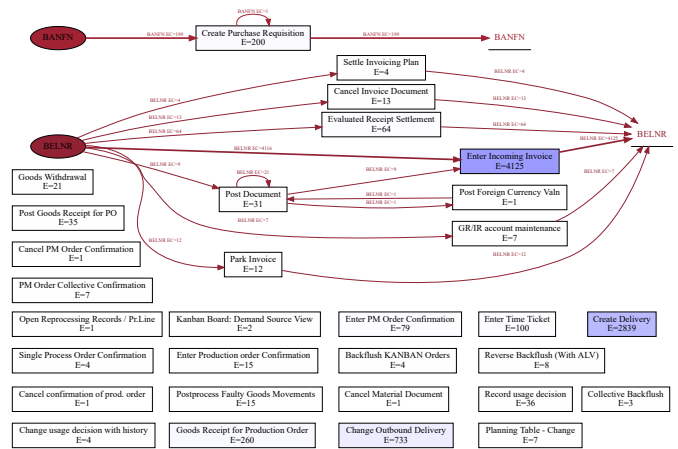 BANFN EC=1
BANFN
BANFN EC=199
Create Purchase Requisition
E=200
BANFN EC=199
BANFN
Settle Invoicing Plan
E=4
BELNR EC=4
BELNR EC=4
Cancel Invoice Document
E=13
BELNR EC=13
BELNR EC=13
Evaluated Receipt Settlement
E=64
BELNR EC=64
BELNR EC=64
BELNR
BELNR
BELNR EC=4116
BELNR EC=4125
Enter Incoming Invoice
E=4125
BELNR EC=9
BELNR EC=21
BELNR EC=9
BELNR EC=7
Goods Withdrawal
E=21
Post Document
E=31
BELNR EC=1
BELNR EC=1
Post Foreign Currency Valn
E=1
Post Goods Receipt for PO
E=35
BELNR EC=7
GR/IR account maintenance
E=7
Cancel PM Order Confirmation
E=1
BELNR EC=12
Park Invoice
E=12
BELNR EC=12
PM Order Collective Confirmation
E=7
Open Reprocessing Records / Pr.Line
E=1
Kanban Board: Demand Source View
E=2
Enter PM Order Confirmation
E=79
Enter Time Ticket
E=100
Create Delivery
E=2839
Single Process Order Confirmation
E=4
Enter Production order Confirmation
E=15
Backflush KANBAN Orders
E=4
Reverse Backflush (With ALV)
E=8
Cancel confirmation of prod. order
E=1
Postprocess Faulty Goods Movements
E=15
Cancel Material Document
E=1
Record usage decision
E=36
Collective Backflush
E=3
Change usage decision with history
E=4
Goods Receipt for Production Order
E=260
Change Outbound Delivery
E=733
Planning Table - Change
E=7